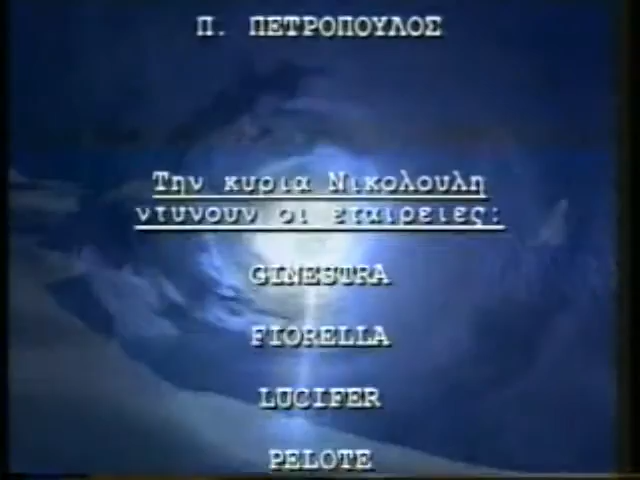 Π. ΠΕΤΡΟΠΟΥΛΟΣ
Την κυρια Νικολουλη
ντυνουν οι εταιρειες:
GINESTRA
FIORELLA
LUCIFER
PELOTE